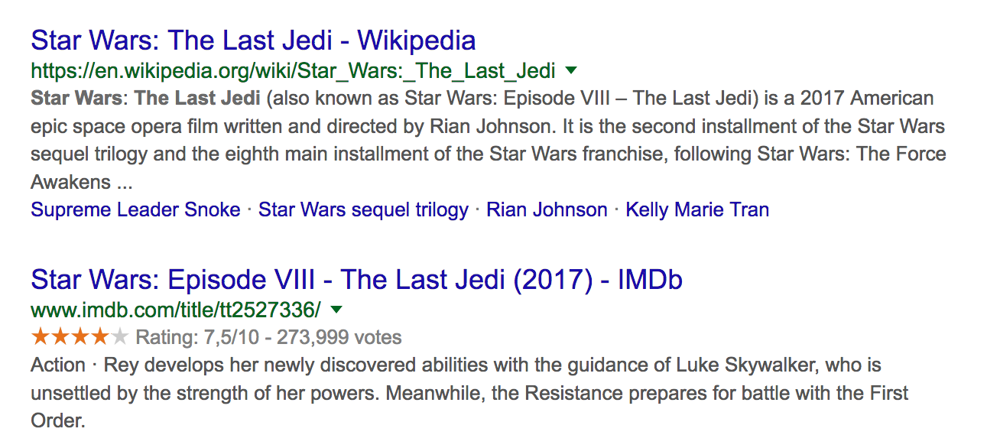 Star Wars: The Last Jedi - Wikipedia
https://en.wikipedia.org/wiki/Star_Wars:_The_Last_Jedi
Star Wars: The Last Jedi (also known as Star Wars: Episode VIII – The Last Jedi) is a 2017 American
epic space opera film written and directed by Rian Johnson. It is the second installment of the Star Wars
sequel trilogy and the eighth main installment of the Star Wars franchise, following Star Wars: The Force
Awakens ...
Supreme Leader Snoke · Star Wars sequel trilogy · Rian Johnson · Kelly Marie Tran
Star Wars: Episode VIII - The Last Jedi (2017) - IMDb
www.imdb.com/title/tt2527336/
Rating: 7,5/10 - 273,999 votes
Action · Rey develops her newly discovered abilities with the guidance of Luke Skywalker, who is
unsettled by the strength of her powers. Meanwhile, the Resistance prepares for battle with the First
Order.